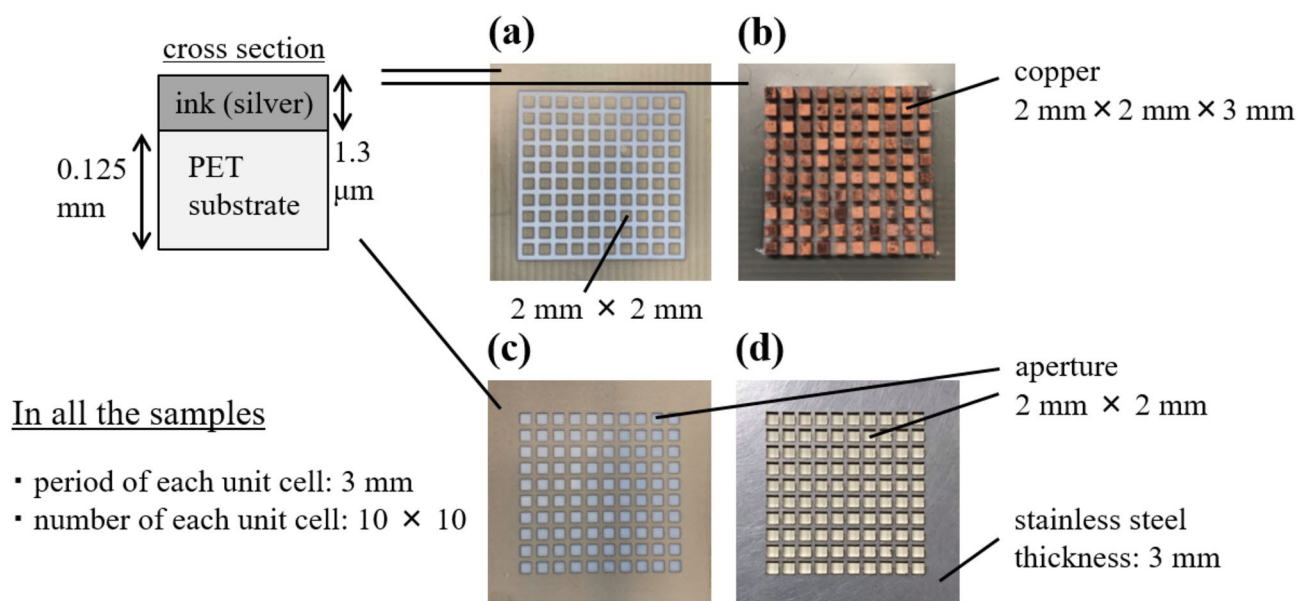 cross section
ink (silver)
0.125
mm
PET
substrate
1.3
μm
(a)
2 mm × 2 mm
(b)
copper
2 mm × 2 mm × 3 mm
(c)
(d)
aperture
2 mm × 2 mm
stainless steel
thickness: 3 mm
In all the samples
・period of each unit cell: 3 mm
・number of each unit cell: 10 × 10